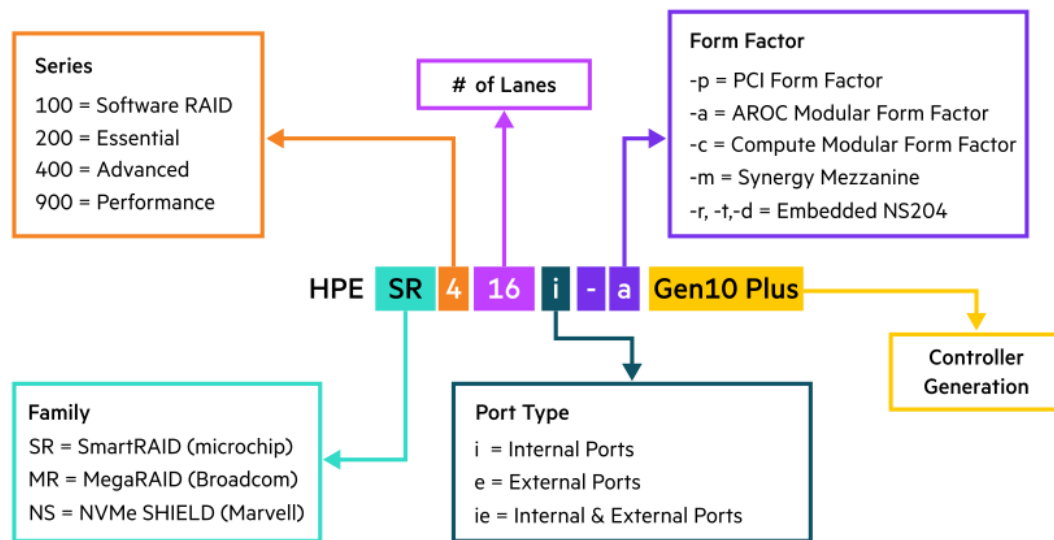 Series
100 = Software RAID
200 = Essential
400 = Advanced
900 = Performance
# of Lanes
Form Factor
-p = PCI Form Factor
-a = AROC Modular Form Factor
-c = Compute Modular Form Factor
-m = Synergy Mezzanine
-r, -t,-d = Embedded NS204
HPE SR 4 16 i - a Gen10 Plus
Family
SR = SmartRAID (microchip)
MR = MegaRAID (Broadcom)
NS = NVMe SHIELD (Marvell)
Port Type
i = Internal Ports
e = External Ports
ie = Internal & External Ports
Controller
Generation